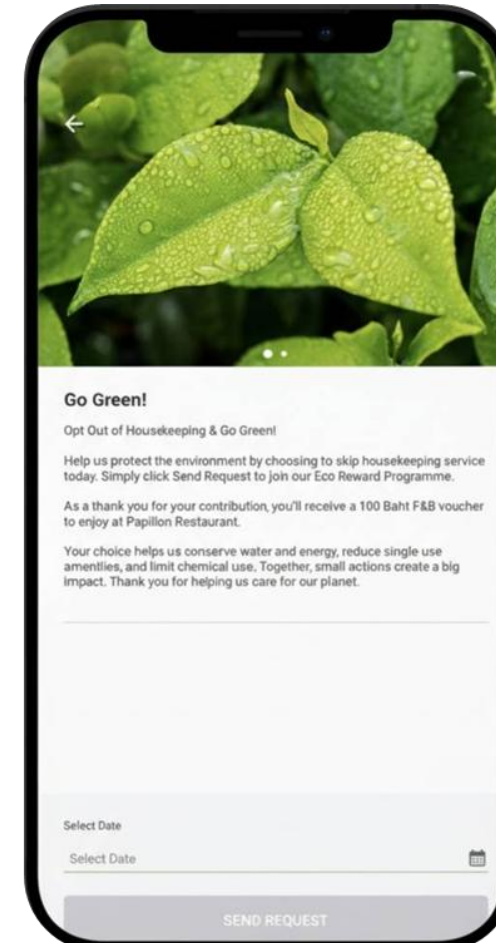 Go Green!
Opt Out of Housekeeping & Go Green!
Help us protect the environment by choosing to skip housekeeping service
today. Simply click Send Request to join our Eco Reward Programme.
As a thank you for your contribution, you'll receive a 100 Baht F&B voucher
to enjoy at Papillon Restaurant.
Your choice helps us conserve water and energy, reduce single use
amentlies, and limit chemical use. Together, small actions create a big
impact. Thank you for helping us care for our planet.
Select Date
Select Date
SEND REQUEST